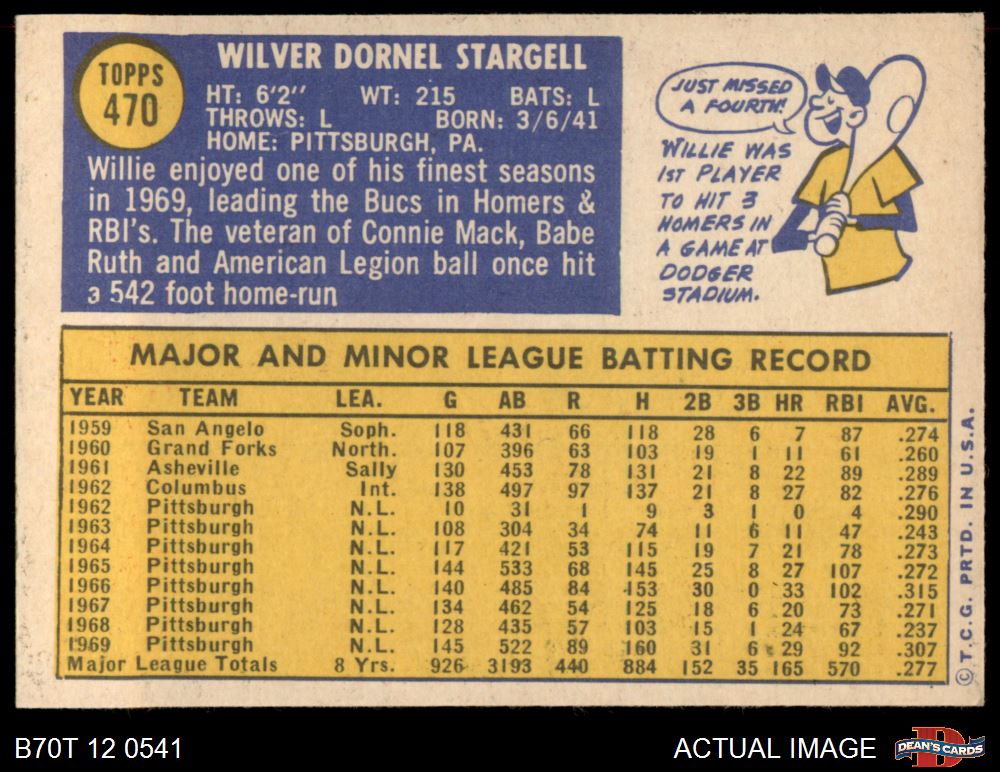 TOPPS
470
WILVER DORNEL STARGELL
HT: 6'2" WT: 215 BATS: L
THROWS: L BORN: 3/6/41
HOME: PITTSBURGH, PA.
Willie enjoyed one of his finest seasons
in 1969, leading the Bucs in Homers &
RBI's. The veteran of Connie Mack, Babe
Ruth and American Legion ball once hit
a 542 foot home-run
JUST MISSED
A FOURTH!
WILLIE WAS
1ST PLAYER
TO HIT 3
HOMERS IN
A GAME AT
DODGER
STADIUM.
MAJOR AND MINOR LEAGUE BATTING RECORD
YEAR TEAM LEA. G AB R H 2B 3B HR RBI AVG.
1959 San Angelo Soph. 118 431 66 118 28 6 7 87 .274
1960 Grand Forks North. 107 396 63 103 19 1 11 61 .260
1961 Asheville Sally 130 453 78 131 21 8 22 89 .289
1962 Columbus Int. 138 497 97 137 21 8 27 82 .276
1962 Pittsburgh N.L. 10 31 1 9 3 1 0 4 .290
1963 Pittsburgh N.L. 108 304 34 74 11 6 11 47 .243
1964 Pittsburgh N.L. 117 421 53 115 19 7 21 78 .273
1965 Pittsburgh N.L. 144 533 68 145 25 8 27 107 .272
1966 Pittsburgh N.L. 140 485 84 153 30 0 33 102 .315
1967 Pittsburgh N.L. 134 462 54 125 18 6 20 73 .271
1968 Pittsburgh N.L. 128 435 57 103 15 1 24 67 .237
1969 Pittsburgh N.L. 145 522 89 160 31 6 29 92 .307
Major League Totals 8 Yrs. 926 3193 440 884 152 35 165 570 .277
© T.C.G. PRTD. IN U.S.A.
B70T 12 0541
ACTUAL IMAGE
DEAN'S CARDS